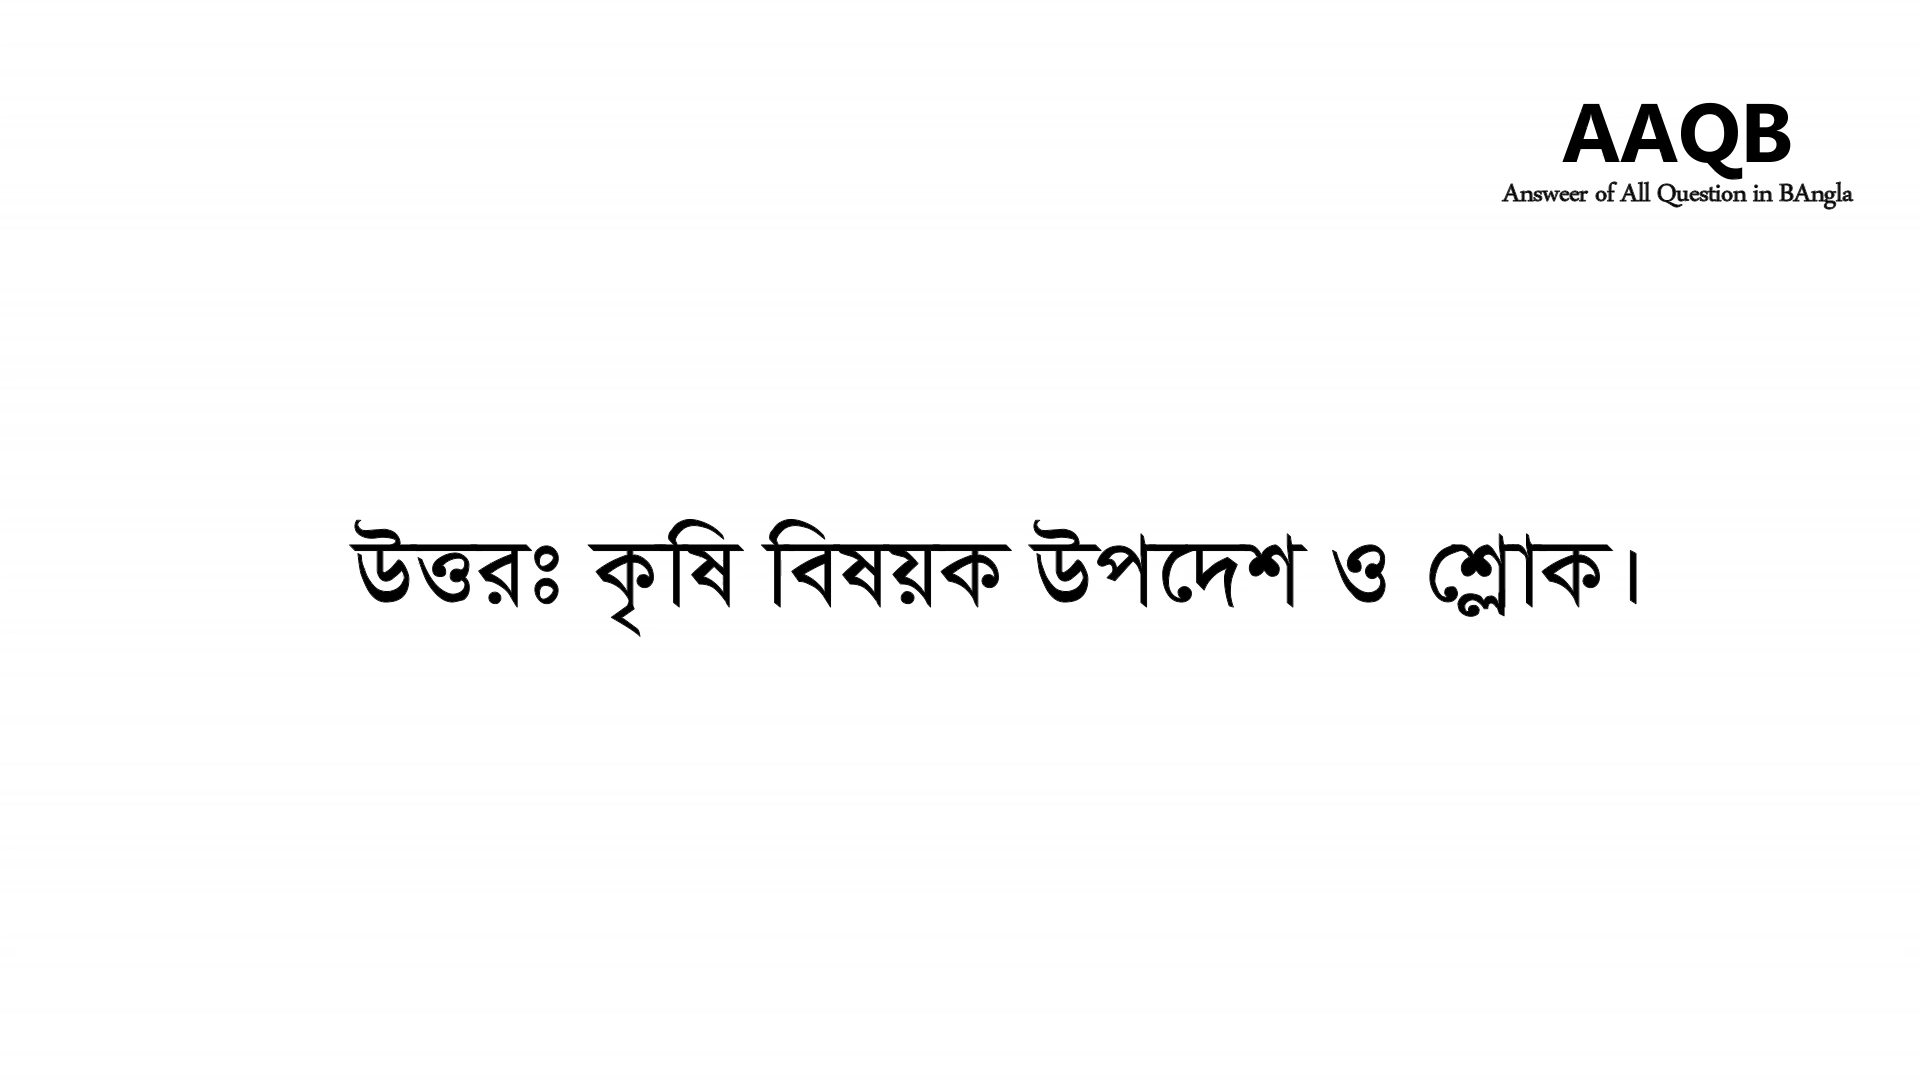 AAQB
Answeer of All Question in BAngla
উত্তরঃ কৃষি বিষয়ক উপদেশ ও শ্লোক।